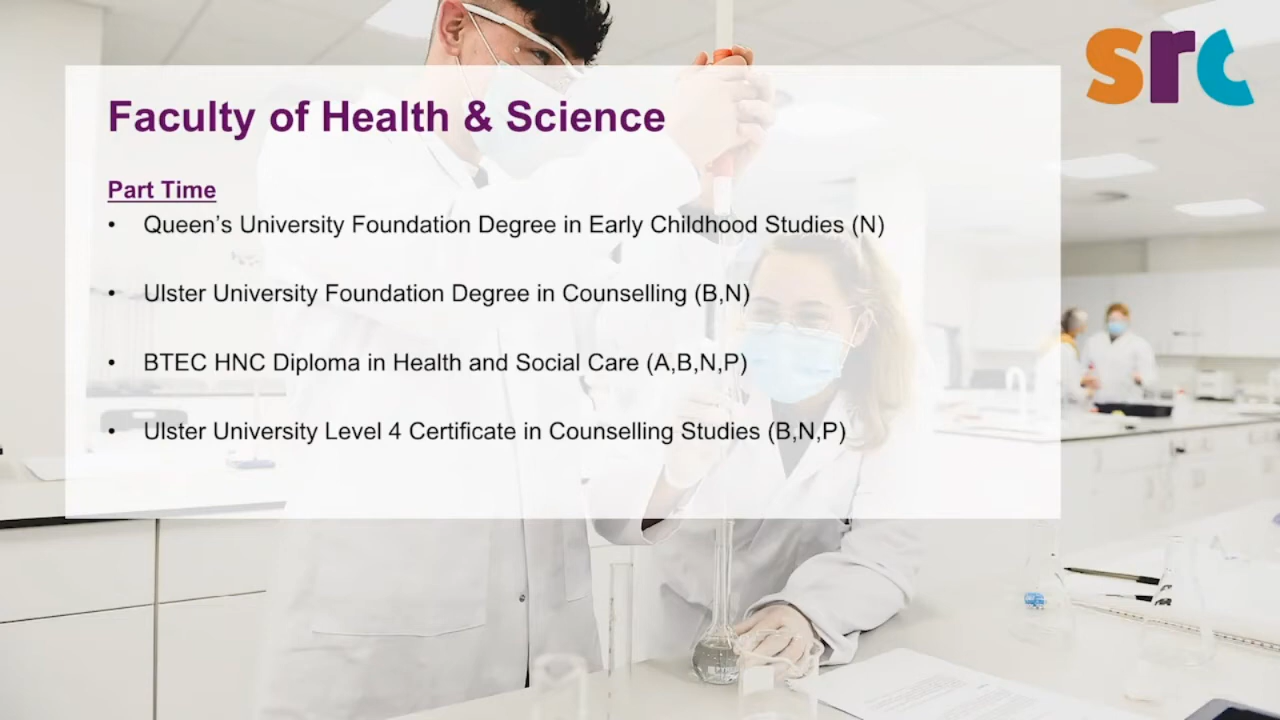 src
Faculty of Health & Science
Part Time
• Queen’s University Foundation Degree in Early Childhood Studies (N)
• Ulster University Foundation Degree in Counselling (B,N)
• BTEC HNC Diploma in Health and Social Care (A,B,N,P)
• Ulster University Level 4 Certificate in Counselling Studies (B,N,P)